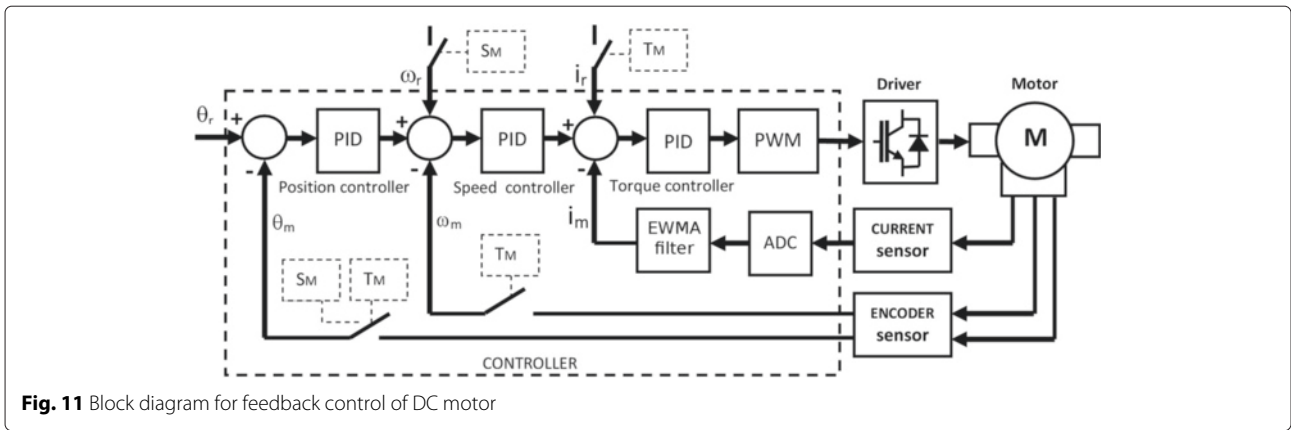 SM
TM
ωr
ir
Driver
Motor
θr
+
+
+
PID
PID
PID
PWM
M
-
-
-
Position controller
Speed controller
Torque controller
θm
ωm
im
EWMA
filter
ADC
CURRENT
sensor
SM
TM
TM
ENCODER
sensor
CONTROLLER
Fig. 11 Block diagram for feedback control of DC motor